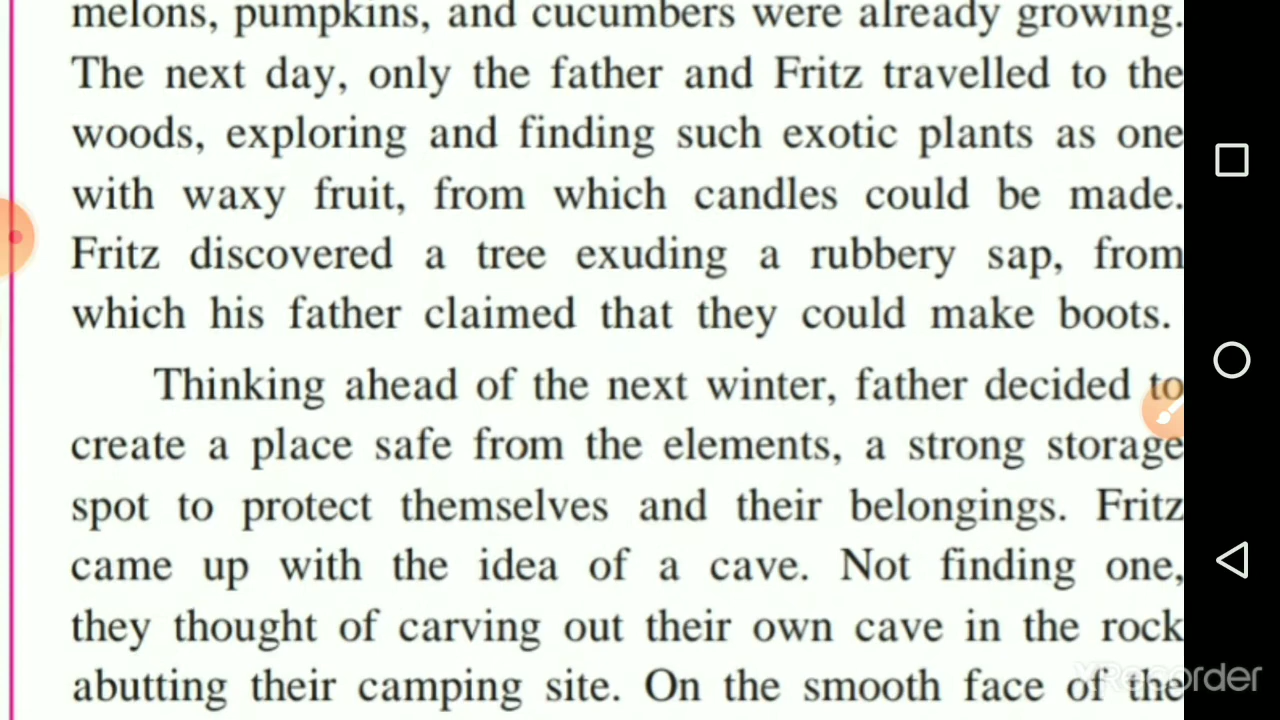 melons, pumpkins, and cucumbers were already growing.
The next day, only the father and Fritz travelled to the
woods, exploring and finding such exotic plants as one
with waxy fruit, from which candles could be made.
Fritz discovered a tree exuding a rubbery sap, from
which his father claimed that they could make boots.
Thinking ahead of the next winter, father decided to
create a place safe from the elements, a strong storage
spot to protect themselves and their belongings. Fritz
came up with the idea of a cave. Not finding one,
they thought of carving out their own cave in the rock
abutting their camping site. On the smooth face of the
XRecorder